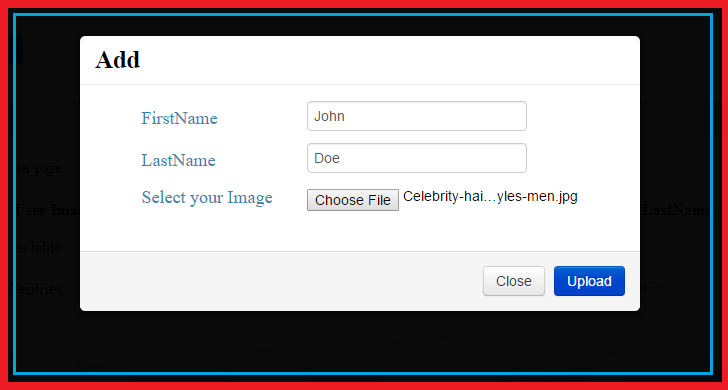 Add
FirstName John
LastName Doe
er page
Select your Image Choose File Celebrity-hai...yles-men.jpg
User Ima LastName
in table
Close Upload
entries